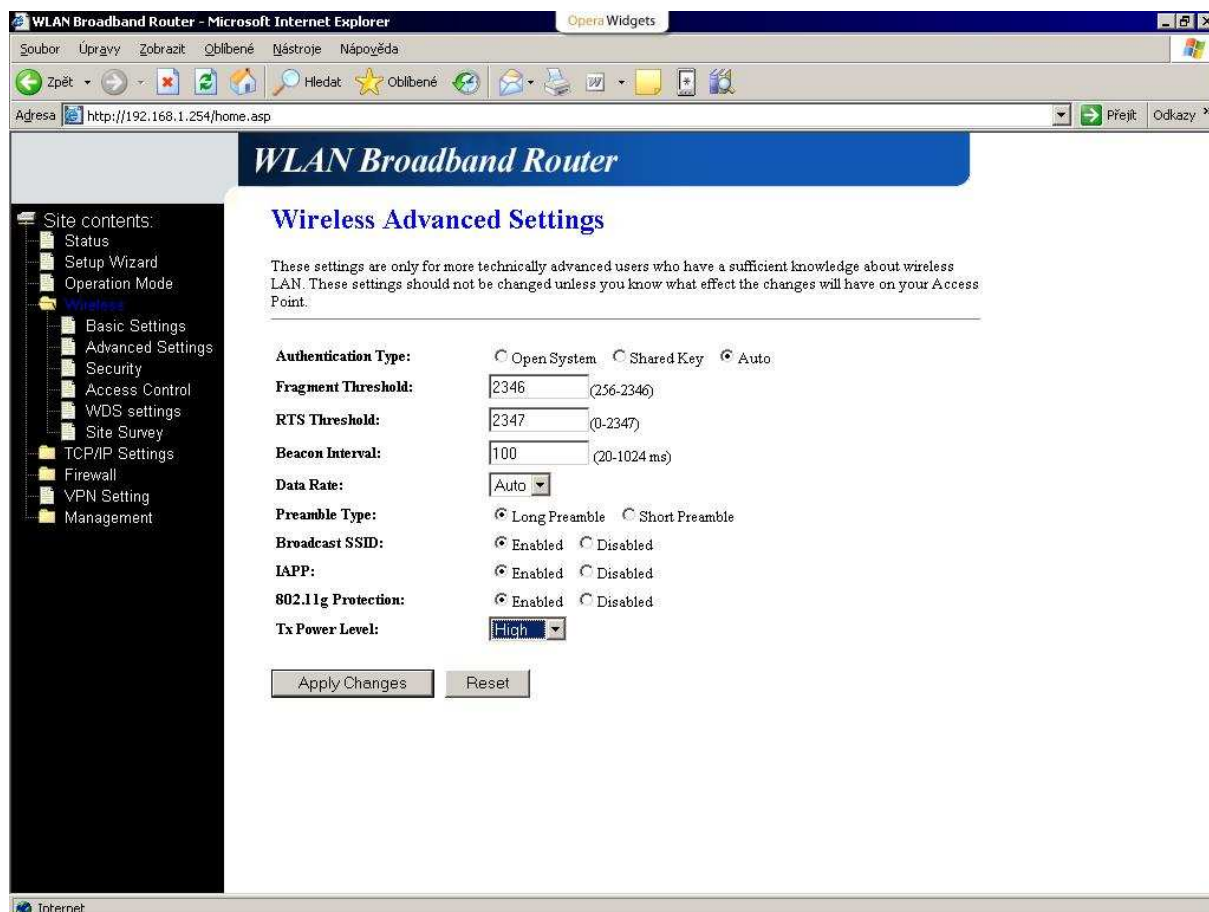 WLAN Broadband Router - Microsoft Internet Explorer
Opera Widgets
Soubor Úpravy Zobrazit Oblíbené Nástroje Nápověda
Zpět Hledat Oblíbené
Adresa http://192.168.1.254/home.asp Přejít Odkazy »
WLAN Broadband Router
Site contents:
Status
Setup Wizard
Operation Mode
Wireless
Basic Settings
Advanced Settings
Security
Access Control
WDS settings
Site Survey
TCP/IP Settings
Firewall
VPN Setting
Management
Wireless Advanced Settings
These settings are only for more technically advanced users who have a sufficient knowledge about wireless
LAN. These settings should not be changed unless you know what effect the changes will have on your Access
Point.
Authentication Type: Open System Shared Key Auto
Fragment Threshold: 2346 (256-2346)
RTS Threshold: 2347 (0-2347)
Beacon Interval: 100 (20-1024 ms)
Data Rate: Auto
Preamble Type: Long Preamble Short Preamble
Broadcast SSID: Enabled Disabled
IAPP: Enabled Disabled
802.11g Protection: Enabled Disabled
Tx Power Level: High
Apply Changes Reset
Internet